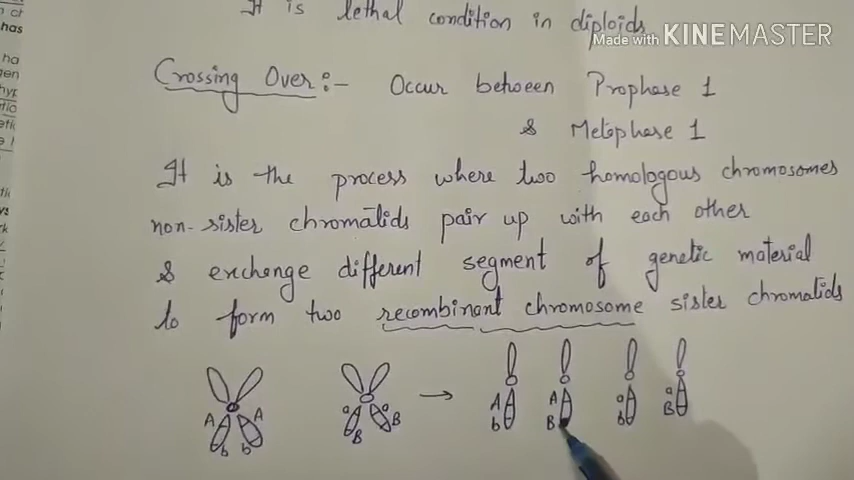 It is lethal condition in diploids
Made with KINEMASTER
Crossing Over:- Occur between Prophase 1
& Metophase 1
It is the process where two homologous chromosomes
non-sister chromatids pair up with each other
& exchange different segment of genetic material
to form two recombinant chromosome sister chromatids
A A a a A A a a
b b B B b B b B